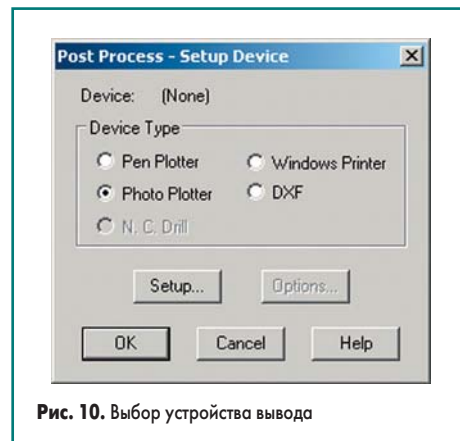 Post Process - Setup Device
Device: (None)
Device Type
Pen Plotter Windows Printer
Photo Plotter DXF
N. C. Drill
Setup... Options...
OK Cancel Help
Рис. 10. Выбор устройства вывода